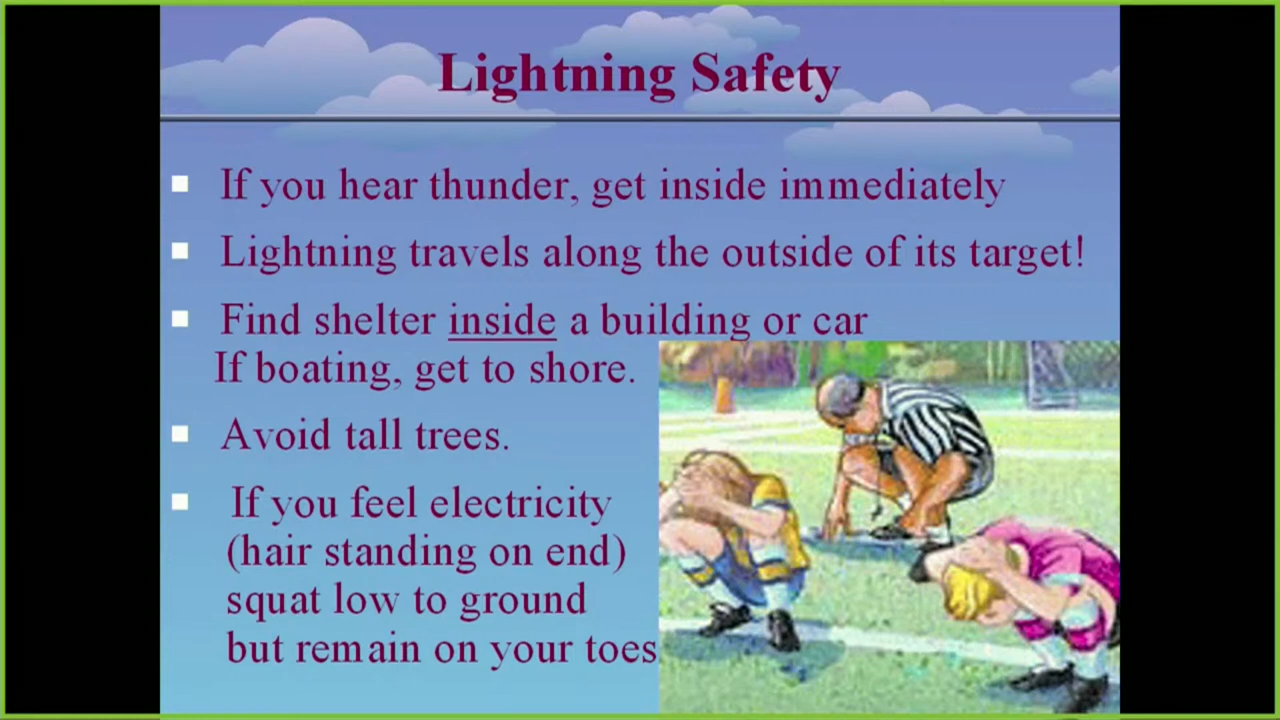 Lightning Safety
If you hear thunder, get inside immediately
Lightning travels along the outside of its target!
Find shelter inside a building or car
If boating, get to shore.
Avoid tall trees.
If you feel electricity
(hair standing on end)
squat low to ground
but remain on your toes